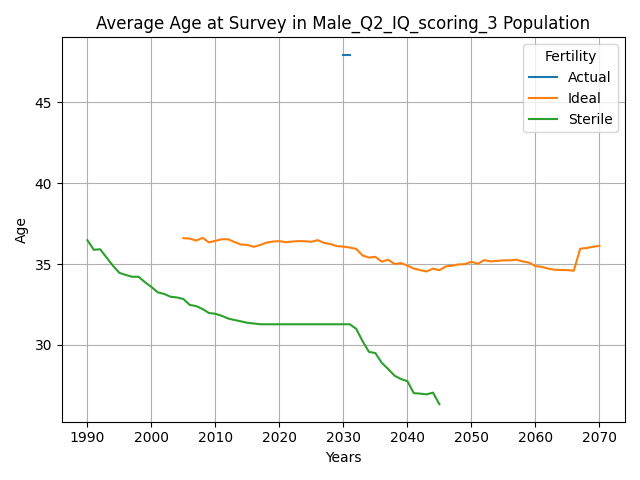 Average Age at Survey in Male_Q2_IQ_scoring_3 Population
Fertility
Actual
Ideal
Sterile
Age
45
40
35
30
1990 2000 2010 2020 2030 2040 2050 2060 2070
Years